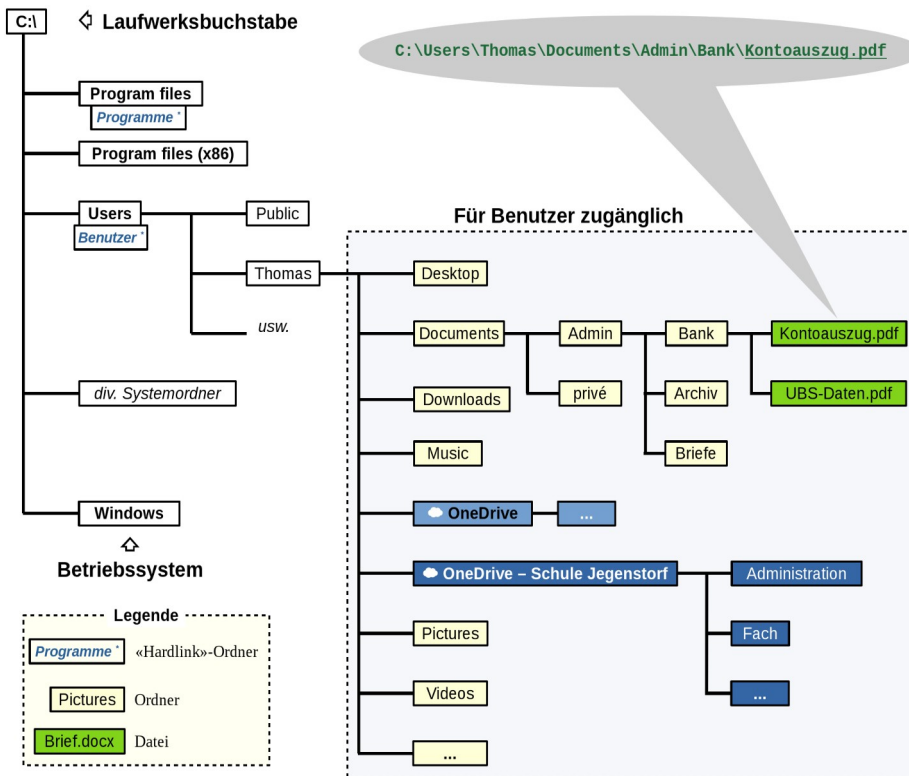 C:\
Laufwerksbuchstabe
C:\Users\Thomas\Documents\Admin\Bank\Kontoauszug.pdf
Program files
Programme *
Program files (x86)
Users
Benutzer *
Public
Für Benutzer zugänglich
Thomas
Desktop
usw.
Documents
Admin
Bank
Kontoauszug.pdf
div. Systemordner
Downloads
privé
Archiv
UBS-Daten.pdf
Music
Briefe
Windows
OneDrive
...
Betriebssystem
OneDrive – Schule Jegenstorf
Administration
Legende
Programme *
«Hardlink»-Ordner
Pictures
Fach
Pictures
Ordner
Videos
...
Brief.docx
Datei
...